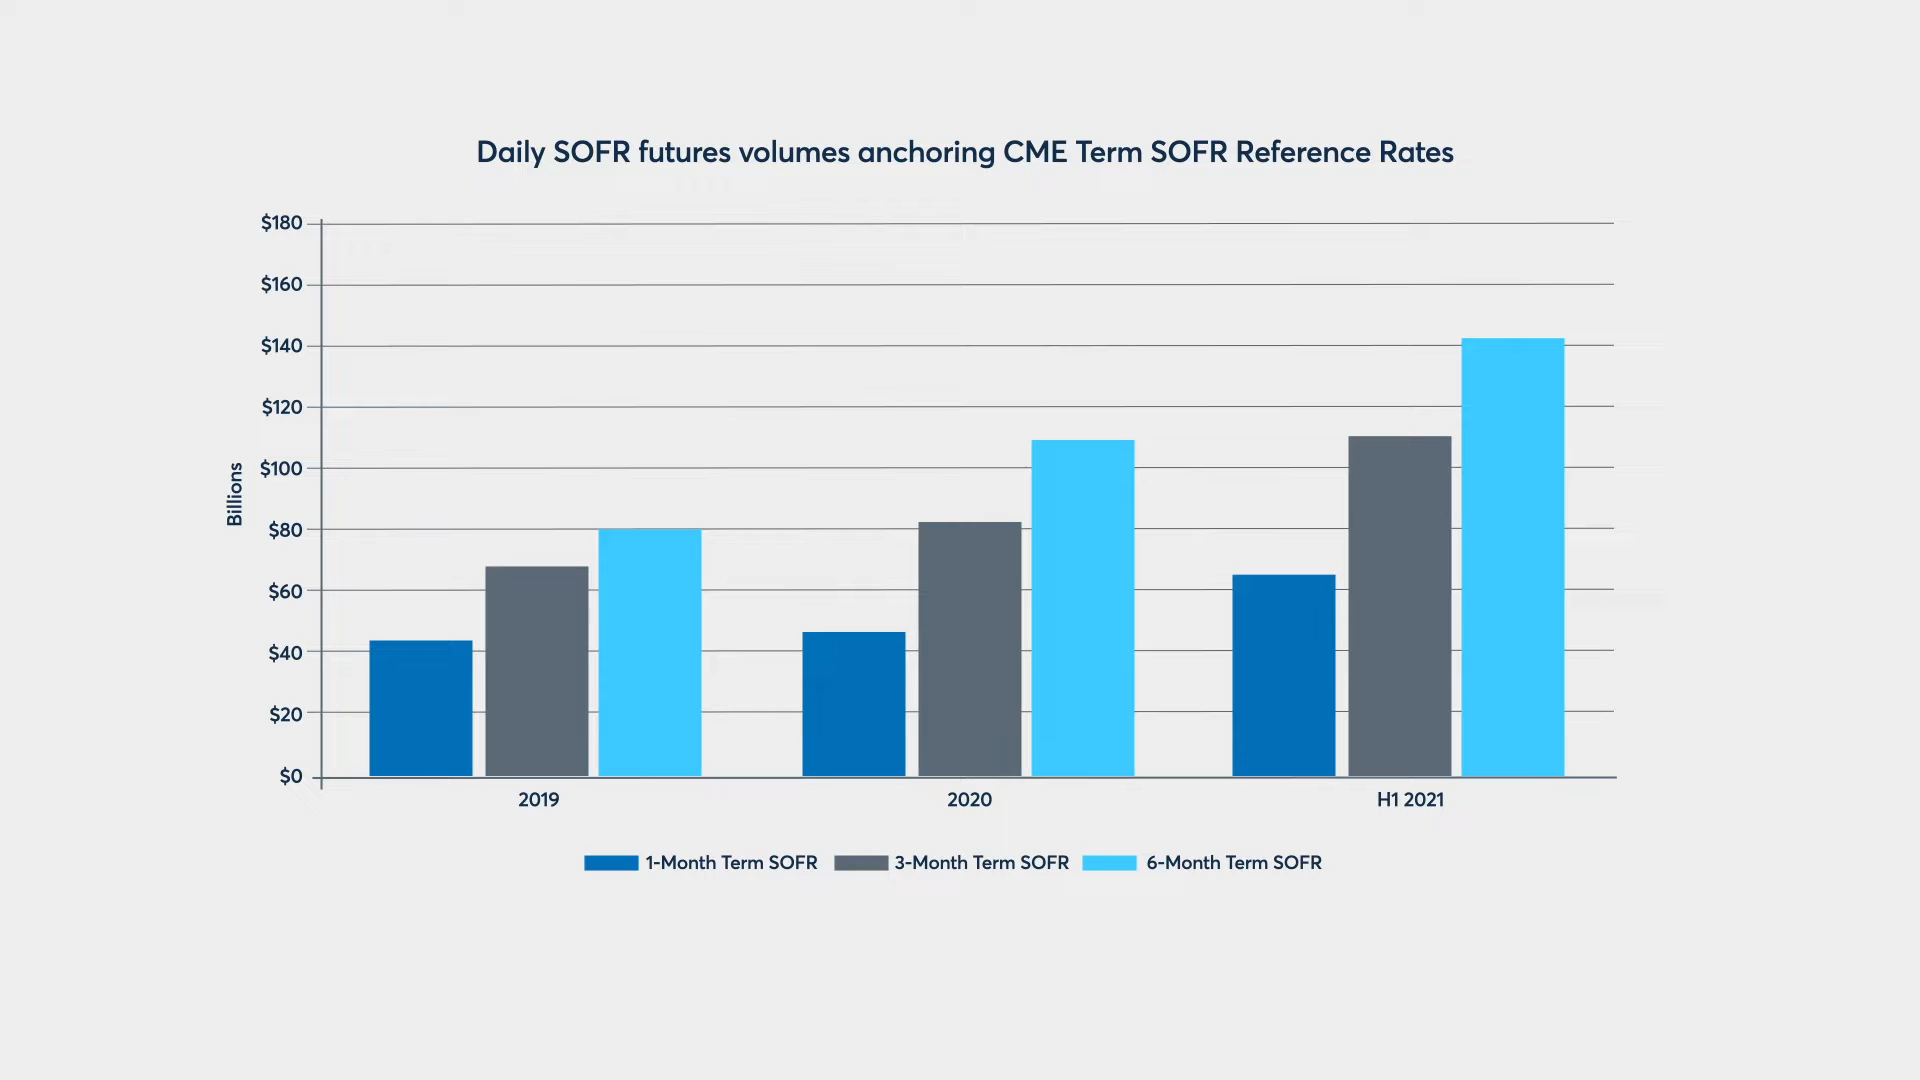 Daily SOFR futures volumes anchoring CME Term SOFR Reference Rates
$180
$160
$140
$120
$100
$80
$60
$40
$20
$0
Billions
2019 2020 H1 2021
1-Month Term SOFR 3-Month Term SOFR 6-Month Term SOFR